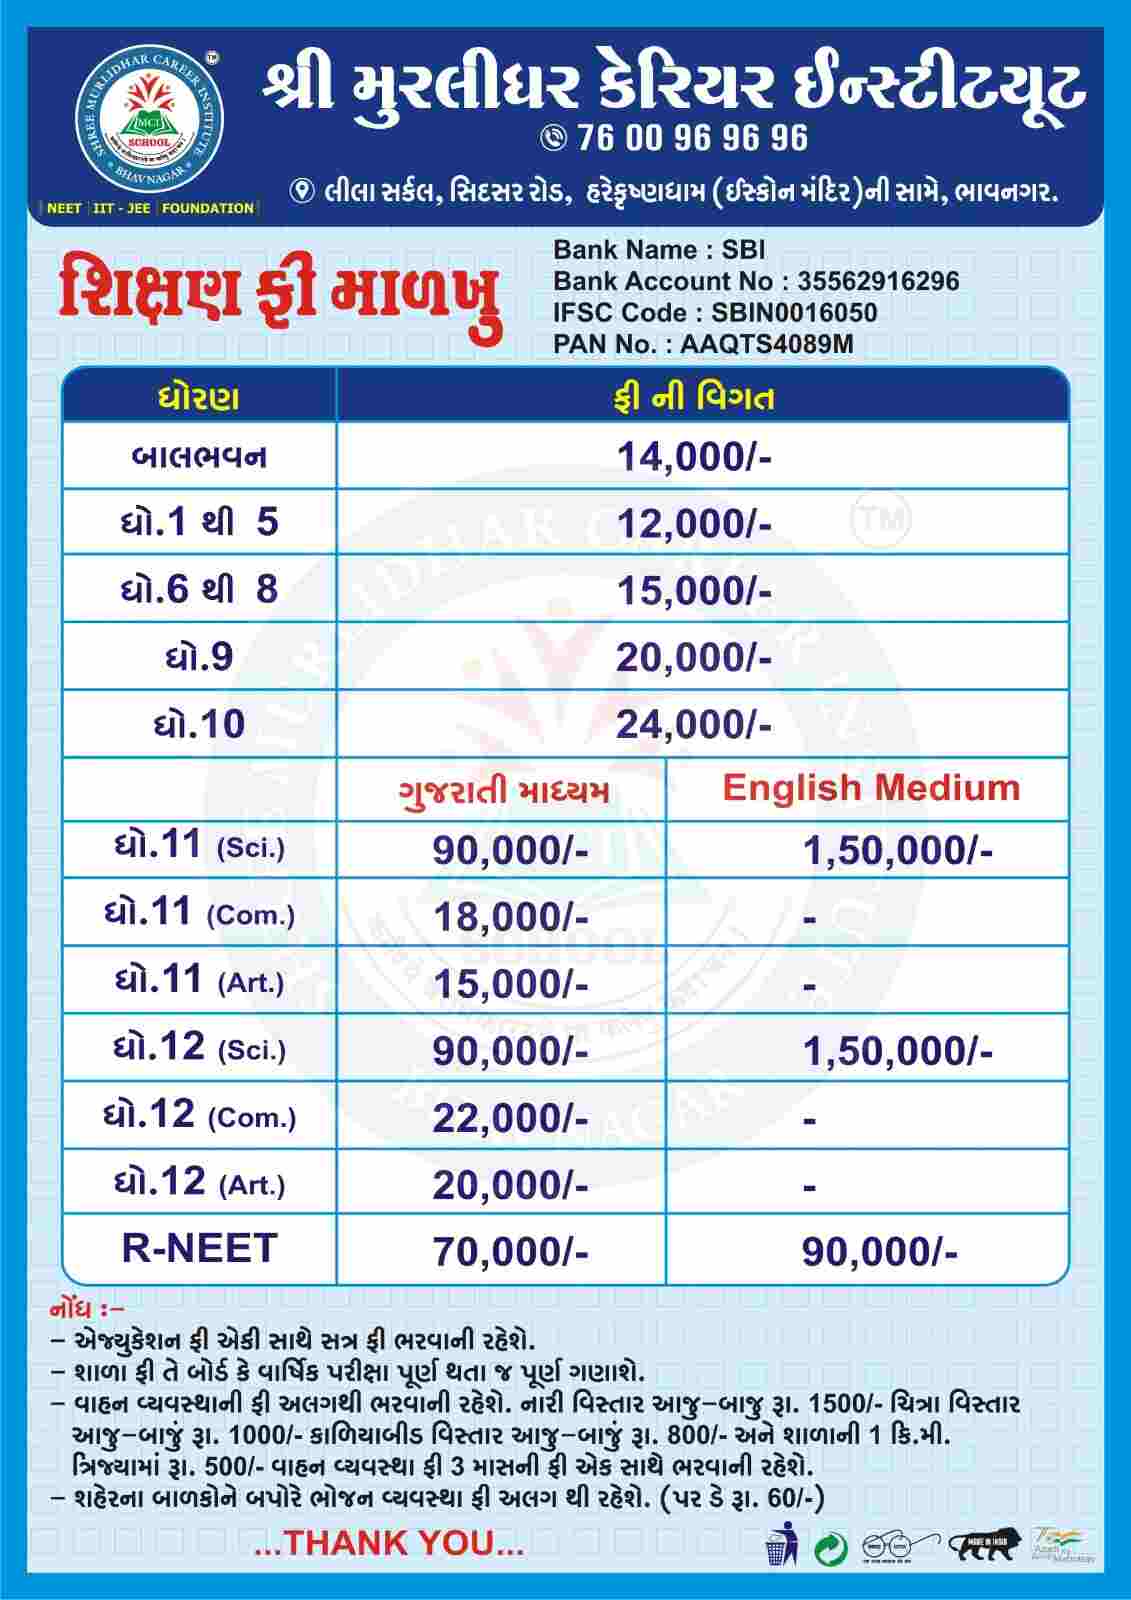 શ્રી મુરલીધર કેરિયર ઈન્સ્ટીટયૂટ
76 00 96 96 96
લીલા સર્કલ, સિદસર રોડ, હરેકૃષ્ણધામ (ઈસ્કોન મંદિર)ની સામે, ભાવનગર.
SHREE MURLIDHAR CAREER INSTITUTE
TM
MCI
SCHOOL
BHAVNAGAR
| NEET | IIT - JEE | FOUNDATION |
શિક્ષણ ફી માળખુ
Bank Name : SBI
Bank Account No : 35562916296
IFSC Code : SBIN0016050
PAN No. : AAQTS4089M
ધોરણ ફી ની વિગત
બાલભવન 14,000/-
ધો.1 થી 5 12,000/-
ધો.6 થી 8 15,000/-
ધો.9 20,000/-
ધો.10 24,000/-
ગુજરાતી માધ્યમ English Medium
ધો.11 (Sci.) 90,000/- 1,50,000/-
ધો.11 (Com.) 18,000/- -
ધો.11 (Art.) 15,000/- -
ધો.12 (Sci.) 90,000/- 1,50,000/-
ધો.12 (Com.) 22,000/- -
ધો.12 (Art.) 20,000/- -
R-NEET 70,000/- 90,000/-
નોંધ :–
– એજ્યુકેશન ફી એકી સાથે સત્ર ફી ભરવાની રહેશે.
– શાળા ફી તે બોર્ડ કે વાર્ષિક પરીક્ષા પૂર્ણ થતા જ પૂર્ણ ગણાશે.
– વાહન વ્યવસ્થાની ફી અલગથી ભરવાની રહેશે. નારી વિસ્તાર આજુ–બાજુ રૂા. 1500/- ચિત્રા વિસ્તાર
આજુ–બાજું રૂા. 1000/- કાળિયાબીડ વિસ્તાર આજુ–બાજું રૂા. 800/- અને શાળાની 1 કિ.મી.
ત્રિજ્યામાં રૂા. 500/- વાહન વ્યવસ્થા ફી 3 માસની ફી એક સાથે ભરવાની રહેશે.
– શહેરના બાળકોને બપોરે ભોજન વ્યવસ્થા ફી અલગ થી રહેશે. (પર ડે રૂા. 60/-)
...THANK YOU...
MAKE IN INDIA
Azadi Ka
Amrit Mahotsav